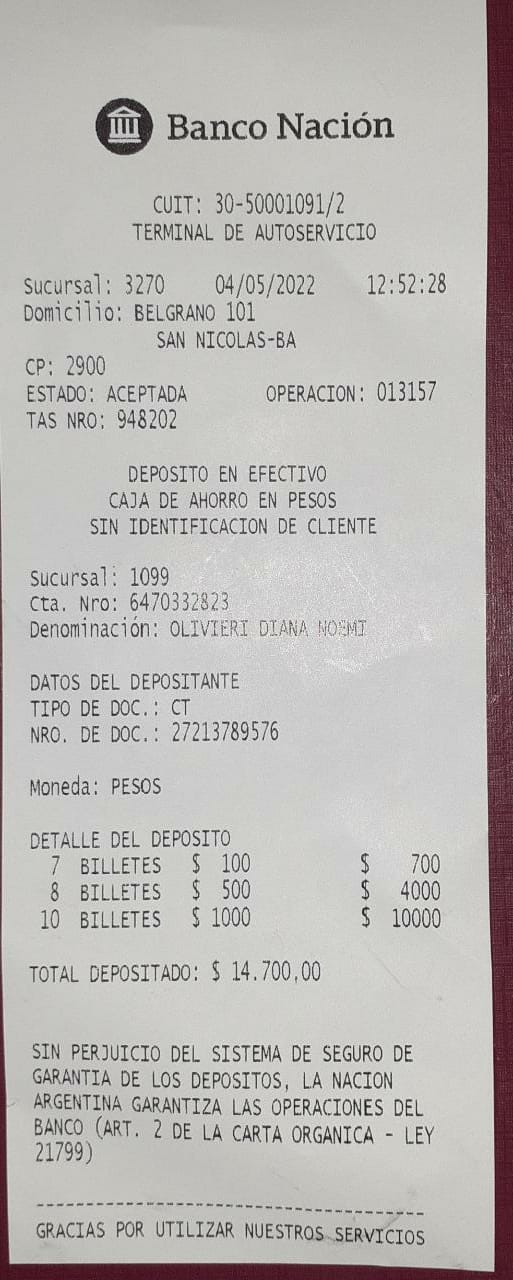 Banco Nación
CUIT: 30-50001091/2
TERMINAL DE AUTOSERVICIO
Sucursal: 3270 04/05/2022 12:52:28
Domicilio: BELGRANO 101
SAN NICOLAS-BA
CP: 2900
ESTADO: ACEPTADA OPERACION: 013157
TAS NRO: 948202
DEPOSITO EN EFECTIVO
CAJA DE AHORRO EN PESOS
SIN IDENTIFICACION DE CLIENTE
Sucursal: 1099
Cta. Nro: 6470332823
Denominación: OLIVIERI DIANA NOEMI
DATOS DEL DEPOSITANTE
TIPO DE DOC.: CT
NRO. DE DOC.: 27213789576
Moneda: PESOS
DETALLE DEL DEPOSITO
7 BILLETES $ 100 $ 700
8 BILLETES $ 500 $ 4000
10 BILLETES $ 1000 $ 10000
TOTAL DEPOSITADO: $ 14.700,00
SIN PERJUICIO DEL SISTEMA DE SEGURO DE
GARANTIA DE LOS DEPOSITOS, LA NACION
ARGENTINA GARANTIZA LAS OPERACIONES DEL
BANCO (ART. 2 DE LA CARTA ORGANICA - LEY
21799)
----------------------------------------
GRACIAS POR UTILIZAR NUESTROS SERVICIOS